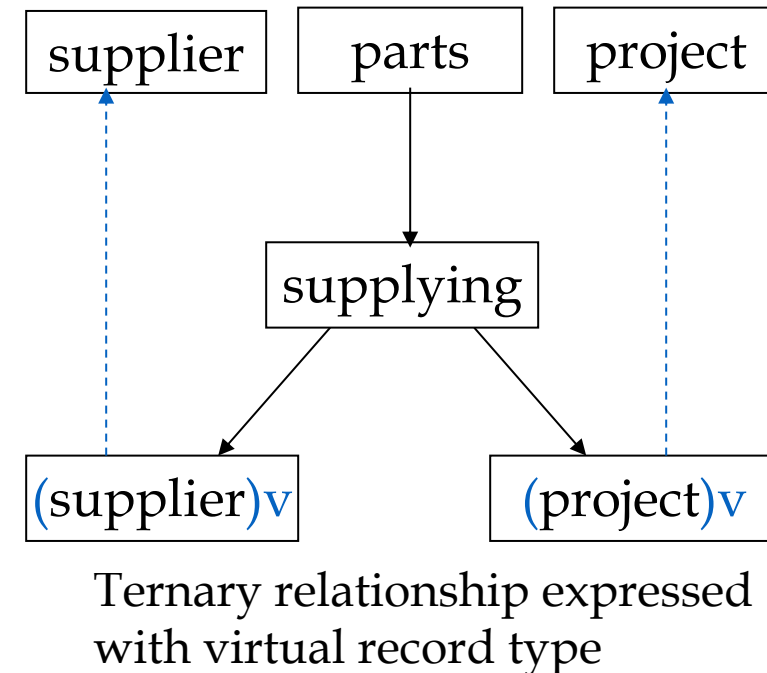 supplier
parts
project
supplying
(supplier)v
(project)v
Ternary relationship expressed
with virtual record type